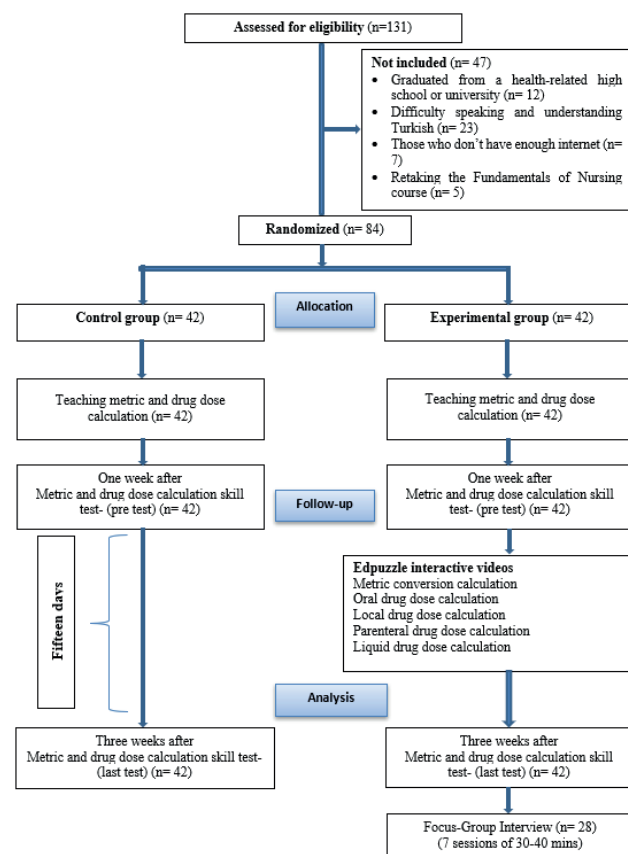 Assessed for eligibility (n=131)
Not included (n= 47)
• Graduated from a health-related high
school or university (n= 12)
• Difficulty speaking and understanding
Turkish (n= 23)
• Those who don't have enough internet (n=
7)
• Retaking the Fundamentals of Nursing
course (n= 5)
Randomized (n= 84)
Allocation
Control group (n= 42)
Experimental group (n= 42)
Teaching metric and drug dose
calculation (n= 42)
Teaching metric and drug dose
calculation (n= 42)
One week after
Metric and drug dose calculation skill
test- (pre test) (n= 42)
Follow-up
One week after
Metric and drug dose calculation skill
test- (pre test) (n= 42)
Fifteen days
Edpuzzle interactive videos
Metric conversion calculation
Oral drug dose calculation
Local drug dose calculation
Parenteral drug dose calculation
Liquid drug dose calculation
Analysis
Three weeks after
Metric and drug dose calculation skill test-
(last test) (n= 42)
Three weeks after
Metric and drug dose calculation skill
test- (last test) (n= 42)
Focus-Group Interview (n= 28)
(7 sessions of 30-40 mins)